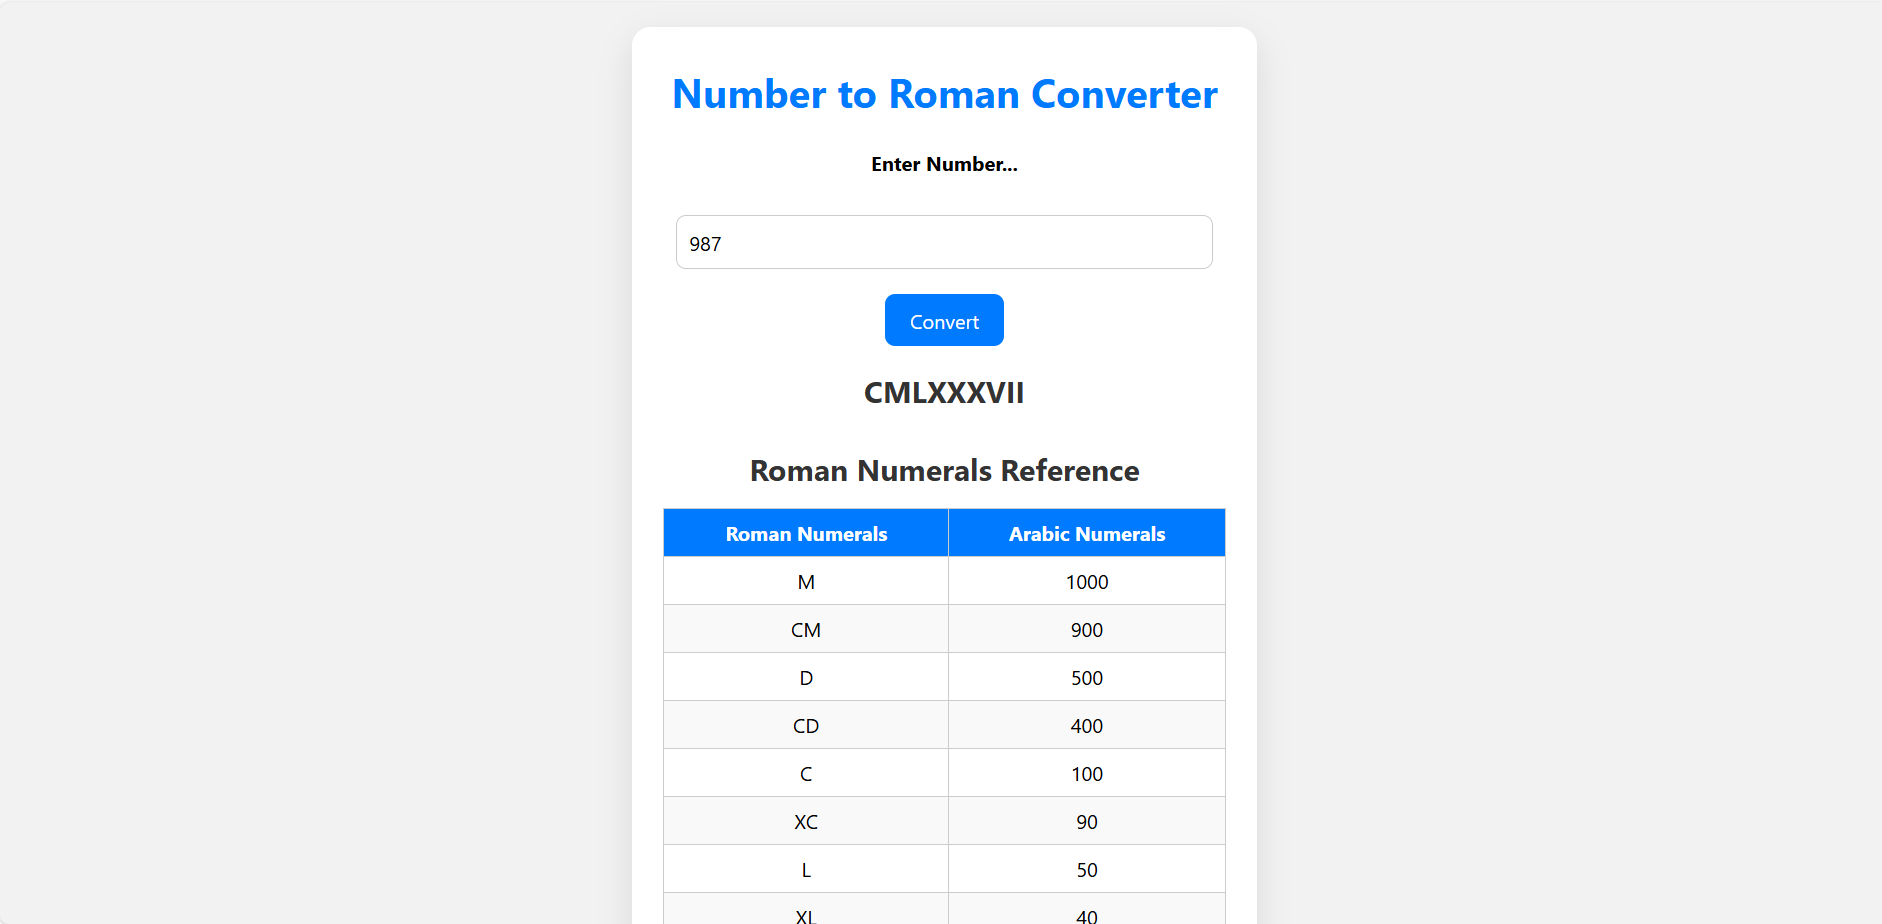 Number to Roman Converter
Enter Number...
987
Convert
CMLXXXVII
Roman Numerals Reference
Roman Numerals Arabic Numerals
M 1000
CM 900
D 500
CD 400
C 100
XC 90
L 50
XL 40